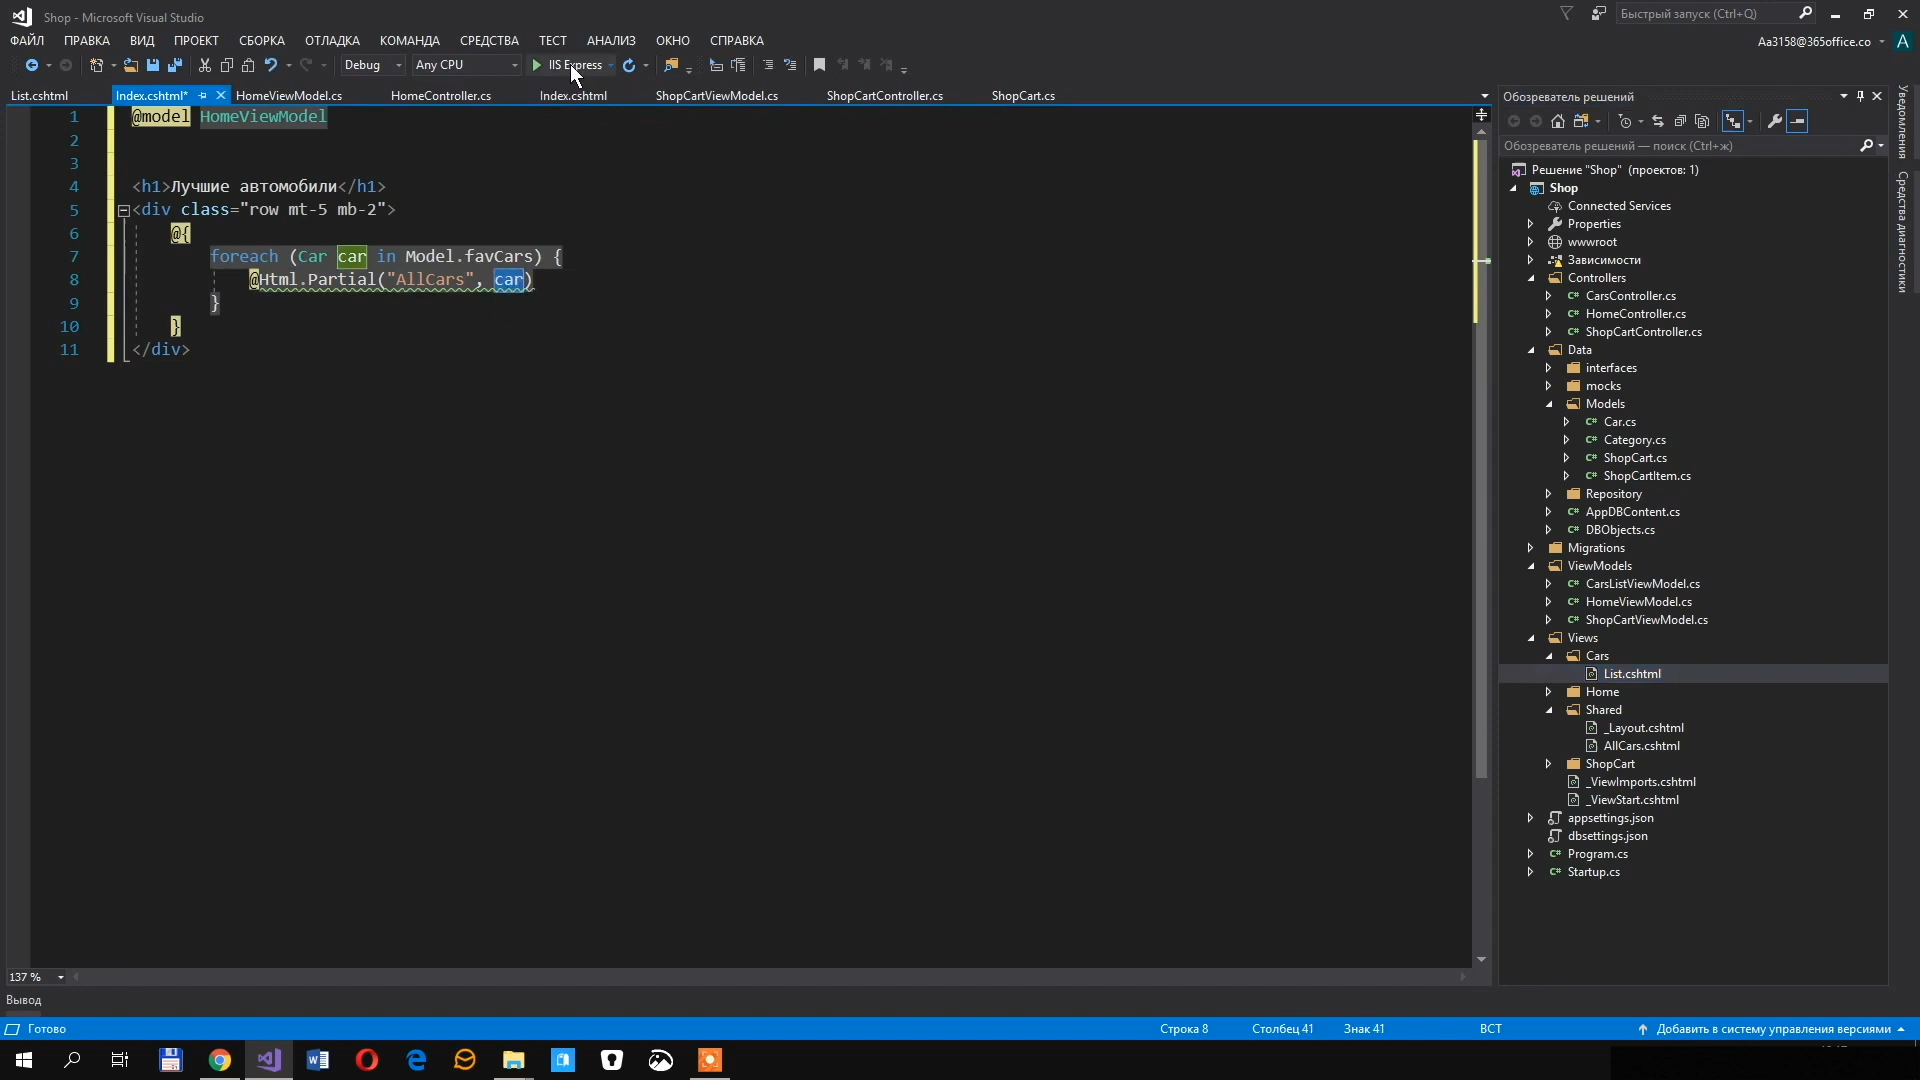 Shop - Microsoft Visual Studio
Быстрый запуск (Ctrl+Q)
ФАЙЛ ПРАВКА ВИД ПРОЕКТ СБОРКА ОТЛАДКА КОМАНДА СРЕДСТВА ТЕСТ АНАЛИЗ ОКНО СПРАВКА
Aa3158@365office.co A
Debug Any CPU IIS Express
List.cshtml Index.cshtml* HomeViewModel.cs HomeController.cs Index.cshtml ShopCartViewModel.cs ShopCartController.cs ShopCart.cs
1 @model HomeViewModel
2
3
4 <h1>Лучшие автомобили</h1>
5 <div class="row mt-5 mb-2">
6 @{
7 foreach (Car car in Model.favCars) {
8 @Html.Partial("AllCars", car)
9 }
10 }
11 </div>
137 %
Вывод
Обозреватель решений
Обозреватель решений — поиск (Ctrl+ж)
Решение "Shop" (проектов: 1)
Shop
Connected Services
Properties
wwwroot
Зависимости
Controllers
C# CarsController.cs
C# HomeController.cs
C# ShopCartController.cs
Data
interfaces
mocks
Models
C# Car.cs
C# Category.cs
C# ShopCart.cs
C# ShopCartItem.cs
Repository
C# AppDBContent.cs
C# DBObjects.cs
Migrations
ViewModels
C# CarsListViewModel.cs
C# HomeViewModel.cs
C# ShopCartViewModel.cs
Views
Cars
List.cshtml
Home
Shared
_Layout.cshtml
AllCars.cshtml
ShopCart
_ViewImports.cshtml
_ViewStart.cshtml
appsettings.json
dbsettings.json
C# Program.cs
C# Startup.cs
Уведомления
Средства диагностики
Готово Строка 8 Столбец 41 Знак 41 ВСТ Добавить в систему управления версиями